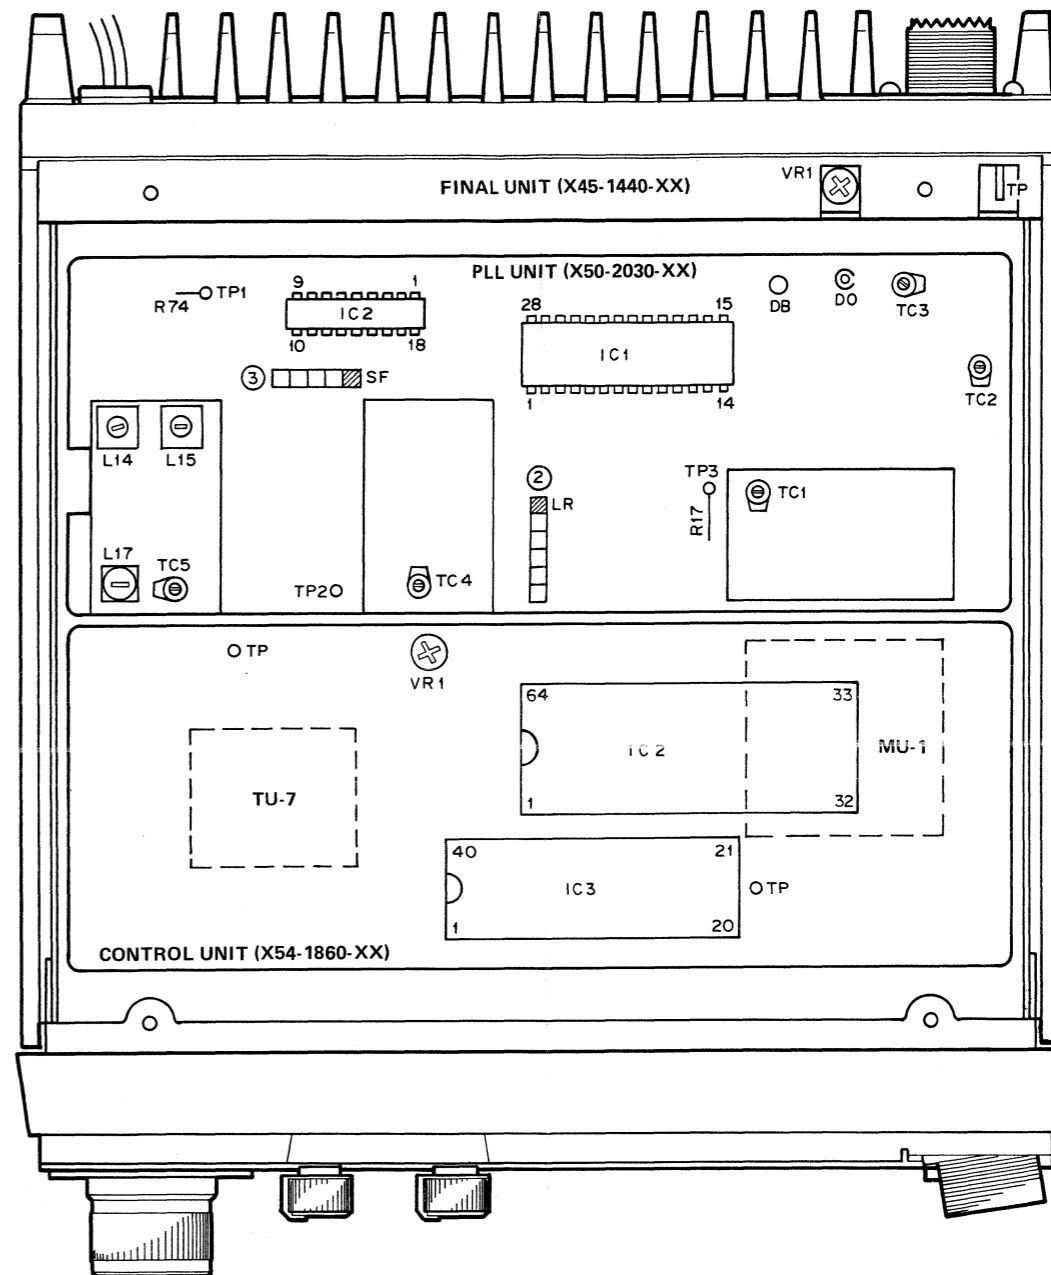 VR1
FINAL UNIT (X45-1440-XX)
TP
PLL UNIT (X50-2030-XX)
R74
TP1
9
1
IC2
10
18
28
15
IC1
1
14
DB
DO
TC3
TC2
3
SF
L14
L15
2
LR
TP3
R17
TC1
L17
TC5
TP2
TC4
TP
VR1
64
33
IC2
1
32
MU-1
TU-7
40
21
IC3
1
20
TP
CONTROL UNIT (X54-1860-XX)